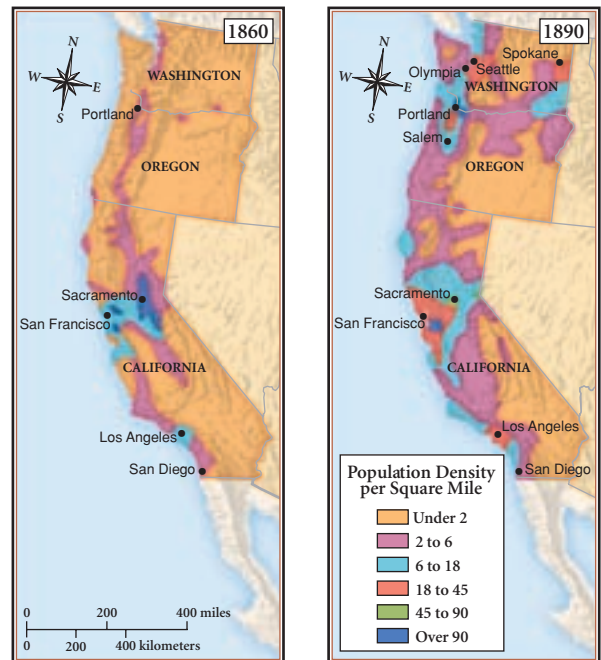 1860
N
W
E
S
WASHINGTON
Portland
OREGON
Sacramento
San Francisco
CALIFORNIA
Los Angeles
San Diego
0 200 400 miles
0 200 400 kilometers
1890
N
W
E
S
Spokane
Olympia
Seattle
WASHINGTON
Portland
Salem
OREGON
Sacramento
San Francisco
CALIFORNIA
Los Angeles
San Diego
Population Density
per Square Mile
Under 2
2 to 6
6 to 18
18 to 45
45 to 90
Over 90